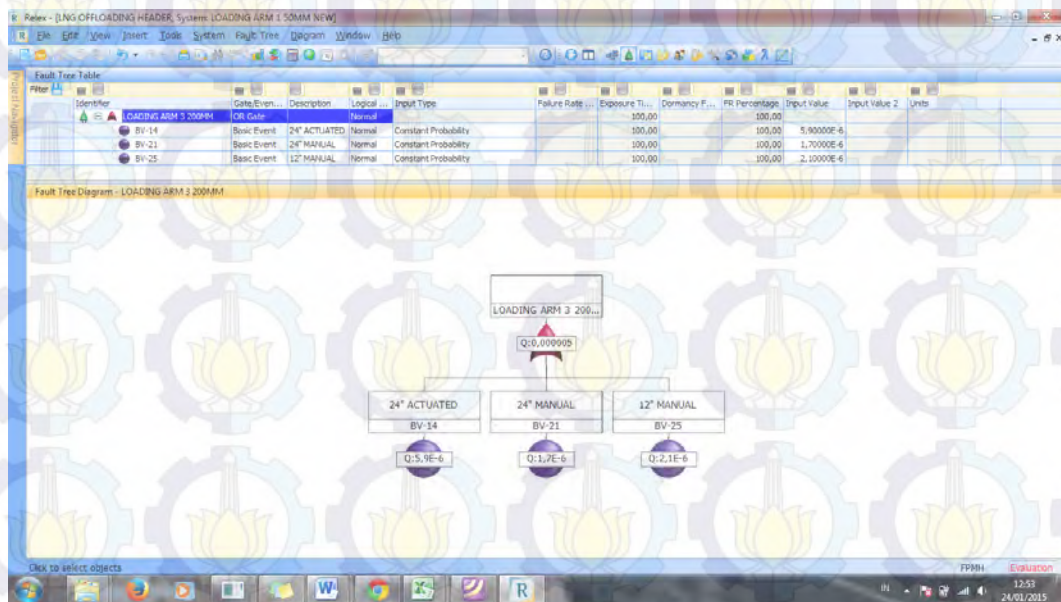 Relex - [LNG OFFLOADING HEADER, System: LOADING ARM 1 50MM NEW]
File Edit View Insert Tools System Fault Tree Diagram Window Help
Fault Tree Table
Filter
Identifier Gate/Even... Description Logical ... Input Type Failure Rate ... Exposure Ti... Dormancy F... FR Percentage Input Value Input Value 2 Units
LOADING ARM 3 200MM OR Gate Normal 100,00 100,00
BV-14 Basic Event 24" ACTUATED Normal Constant Probability 100,00 100,00 5,90000E-6
BV-21 Basic Event 24" MANUAL Normal Constant Probability 100,00 100,00 1,70000E-6
BV-25 Basic Event 12" MANUAL Normal Constant Probability 100,00 100,00 2,10000E-6
Project Navigator
Fault Tree Diagram - LOADING ARM 3 200MM
LOADING ARM 3 200...
Q:0,000005
24" ACTUATED 24" MANUAL 12" MANUAL
BV-14 BV-21 BV-25
Q:5,9E-6 Q:1,7E-6 Q:2,1E-6
Click to select objects FPMH Evaluation
IN 12:53
24/01/2015